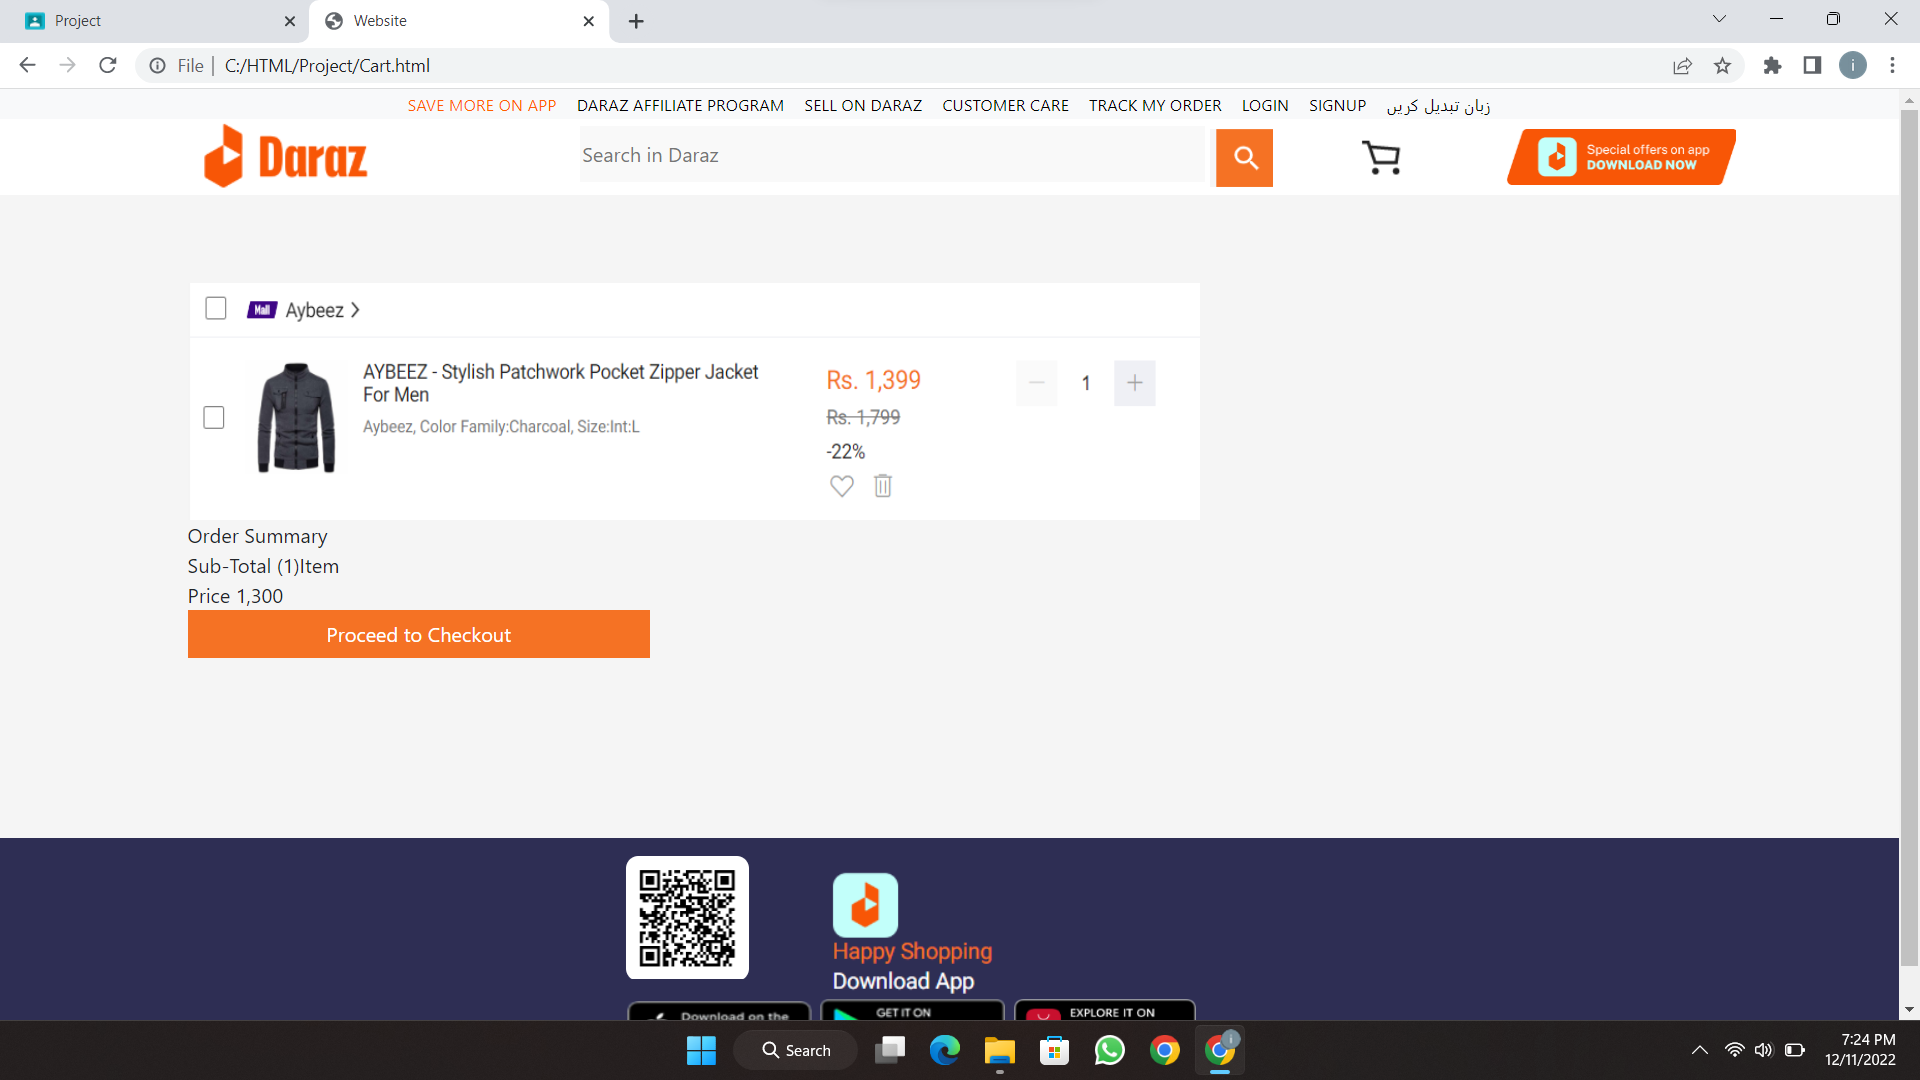 Project
Website
File
C:/HTML/Project/Cart.html
i
SAVE MORE ON APP DARAZ AFFILIATE PROGRAM SELL ON DARAZ CUSTOMER CARE TRACK MY ORDER LOGIN SIGNUP زبان تبدیل کریں
Daraz
Search in Daraz
Special offers on app
DOWNLOAD NOW
Mall Aybeez
AYBEEZ - Stylish Patchwork Pocket Zipper Jacket
For Men
Aybeez, Color Family:Charcoal, Size:Int:L
Rs. 1,399
Rs. 1,799
-22%
1
Order Summary
Sub-Total (1)Item
Price 1,300
Proceed to Checkout
Happy Shopping
Download App
Download on the
GET IT ON
EXPLORE IT ON
Search
i
7:24 PM
12/11/2022